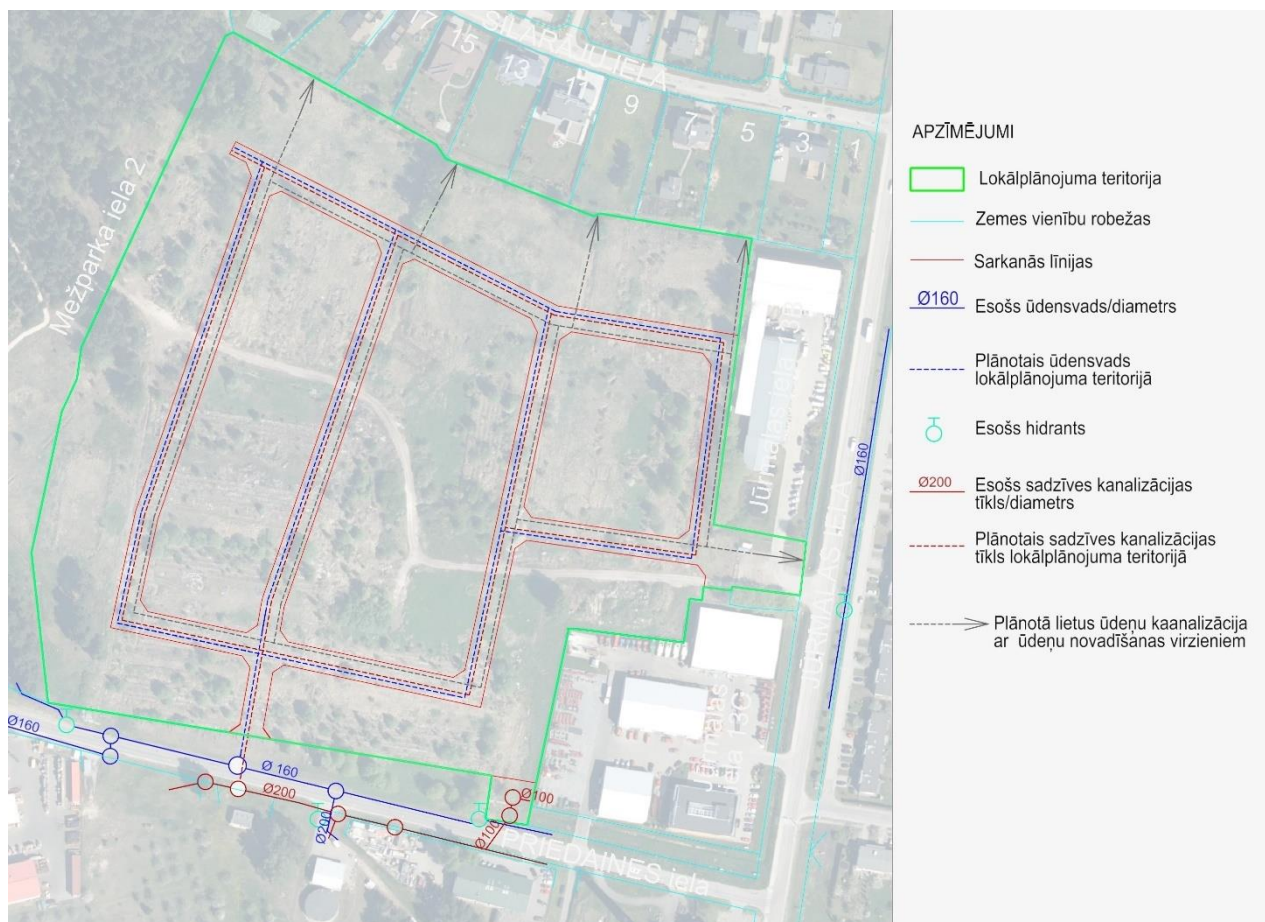 SILARĀJU IELA
17
15
13
11
9
7
5
3
1
Mežparka iela 2
Jūrmalas iela
Ø160
Ø160
Ø 160
Ø200
Ø200
Ø100
Ø100
PRIEDAINES iela
APZĪMĒJUMI
Lokālplānojuma teritorija
Zemes vienību robežas
Sarkanās līnijas
Ø160 Esošs ūdensvads/diametrs
Plānotais ūdensvads
lokālplānojuma teritorijā
Esošs hidrants
Ø200 Esošs sadzīves kanalizācijas
tīkls/diametrs
Plānotais sadzīves kanalizācijas
tīkls lokālplānojuma teritorijā
Plānotā lietus ūdeņu kaanalizācija
ar ūdeņu novadīšanas virzieniem